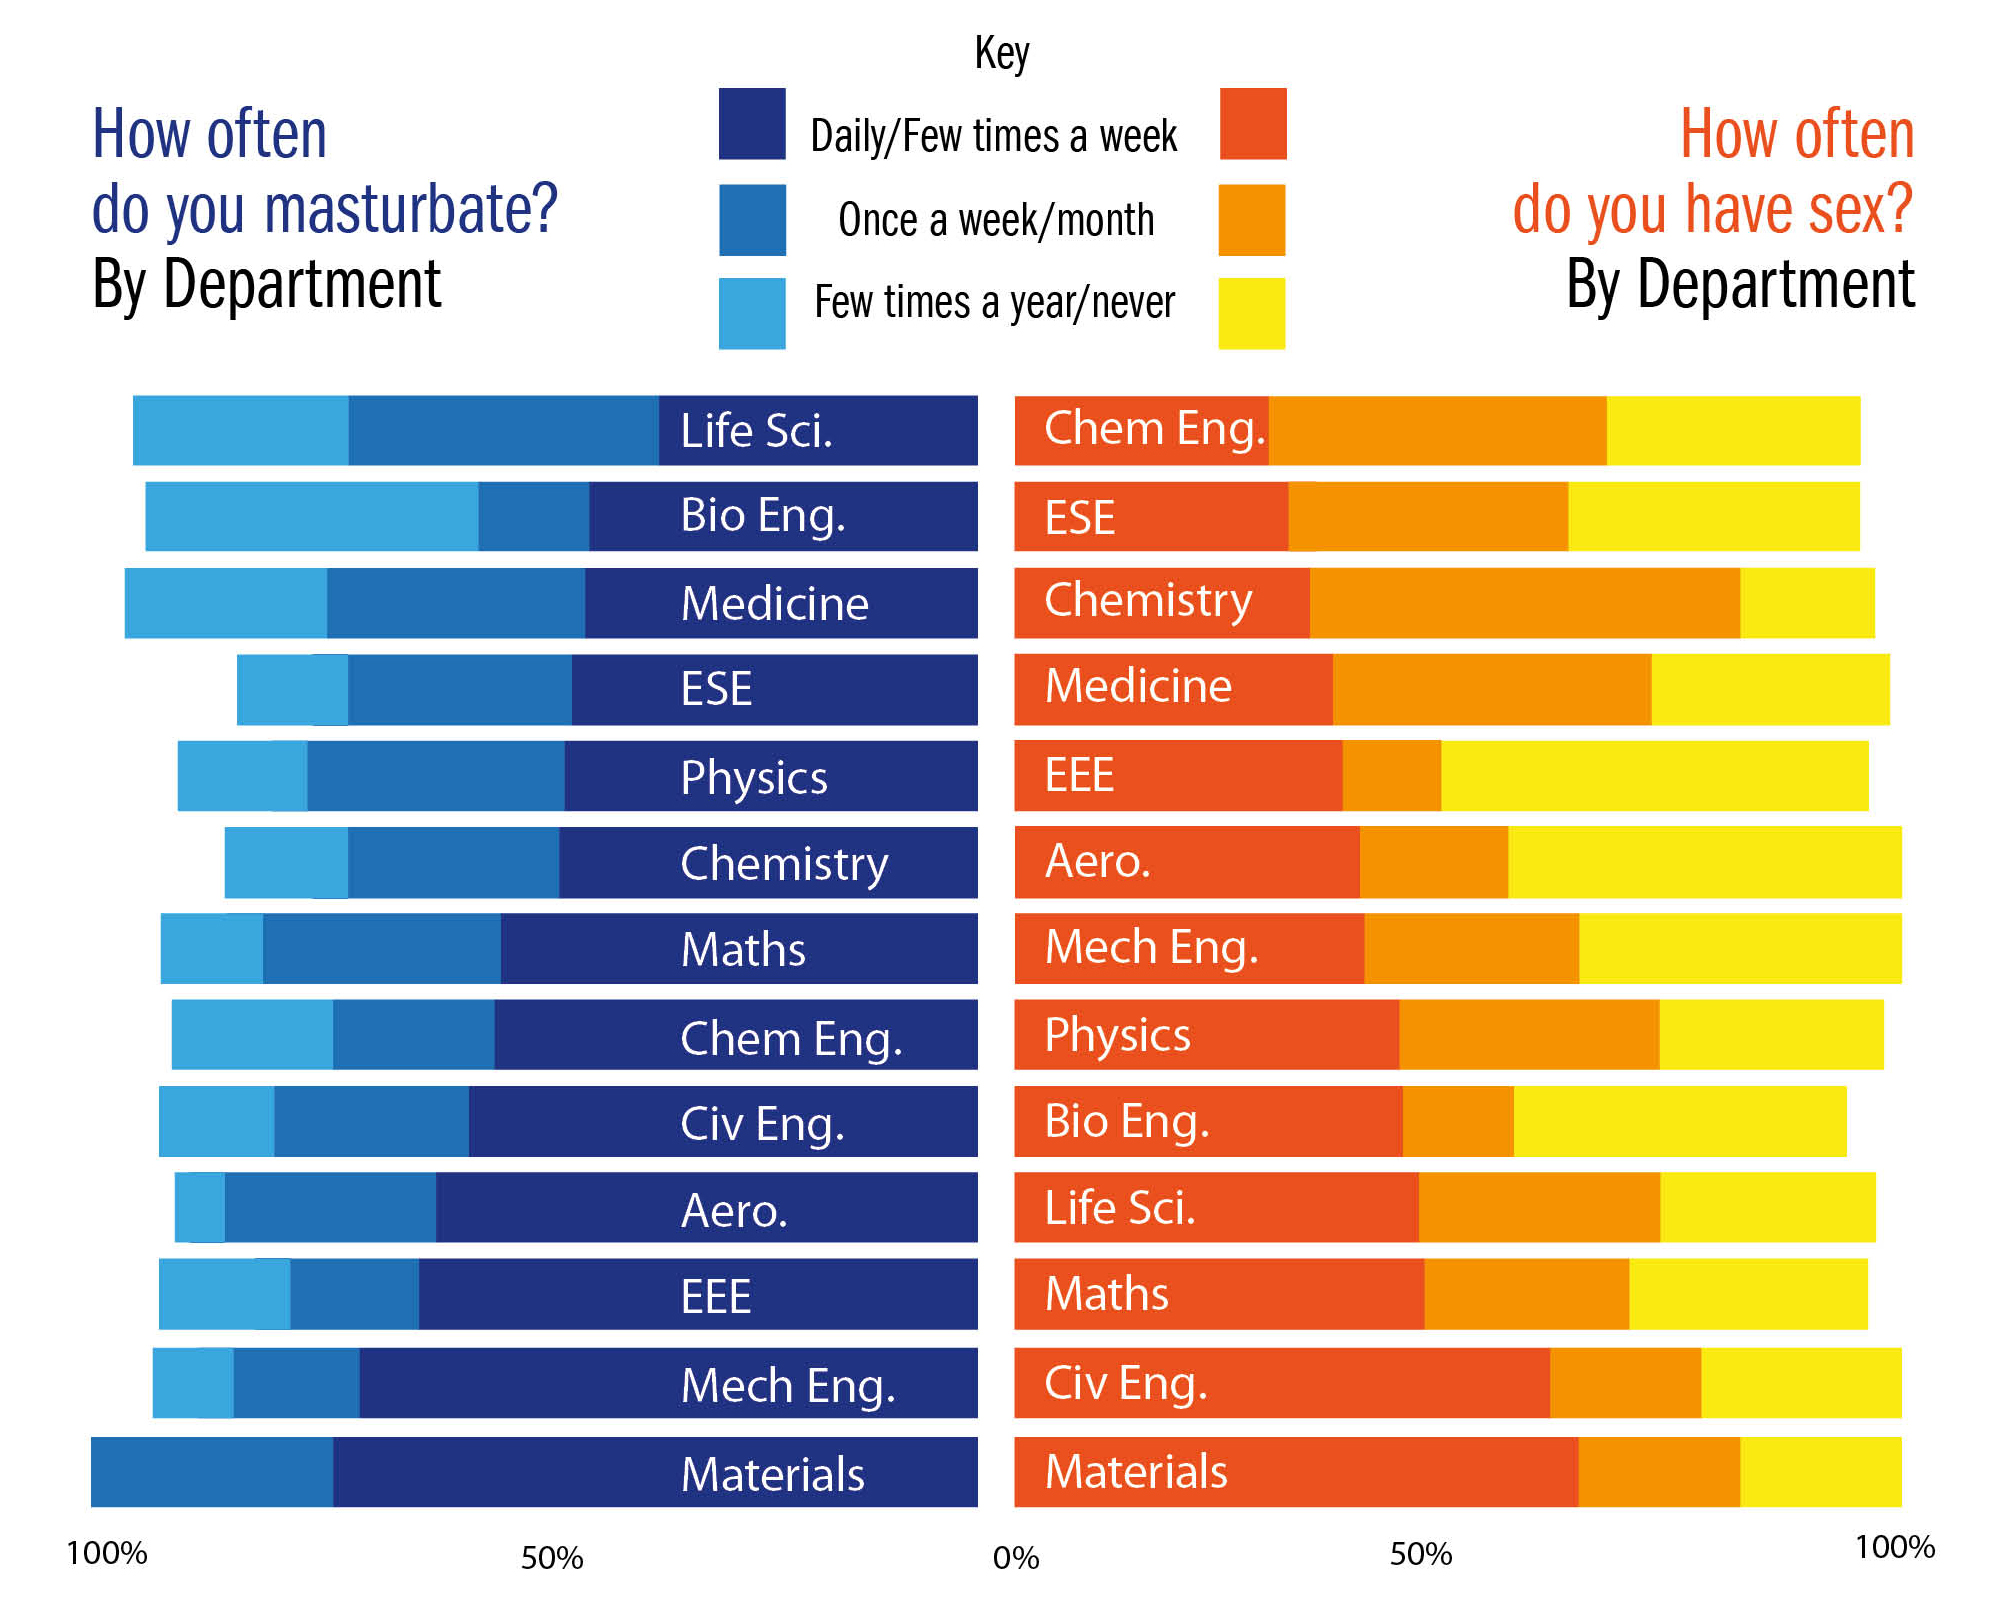 Key
How often
do you masturbate?
By Department
Daily/Few times a week
Once a week/month
Few times a year/never
How often
do you have sex?
By Department
Life Sci.
Bio Eng.
Medicine
ESE
Physics
Chemistry
Maths
Chem Eng.
Civ Eng.
Aero.
EEE
Mech Eng.
Materials
Chem Eng.
ESE
Chemistry
Medicine
EEE
Aero.
Mech Eng.
Physics
Bio Eng.
Life Sci.
Maths
Civ Eng.
Materials
100%
50%
0%
50%
100%